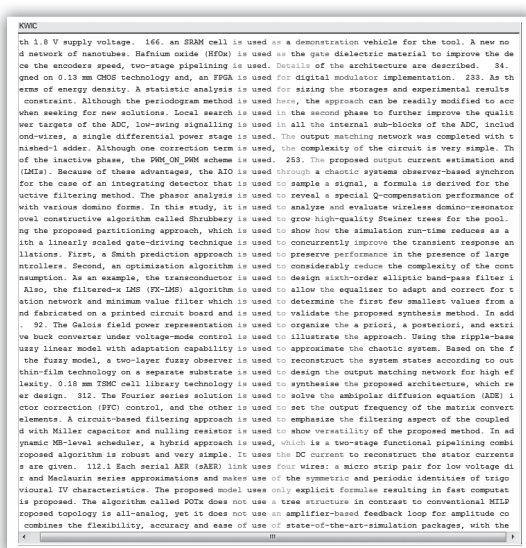 KWIC
th 1.8 V supply voltage. 166. an SRAM cell is used as a demonstration vehicle for the tool. A new no
d network of nanotubes. Hafnium oxide (HfOx) is used as the gate dielectric material to improve the de
ce the encoders speed, two-stage pipelining is used. Details of the architecture are described. 34.
gned on 0.13 mm CMOS technology and, an FPGA is used for digital modulator implementation. 233. As th
erms of energy density. A statistic analysis is used for sizing the storages and experimental results
constraint. Although the periodogram method is used here, the approach can be readily modified to acc
when seeking for new solutions. Local search is used in the second phase to further improve the qualit
wer targets of the ADC, low-swing signalling is used in all the internal sub-blocks of the ADC, includ
ond-wires, a single differential power stage is used. The output matching network was completed with t
nished-1 adder. Although one correction term is used, the complexity of the circuit is very simple. Th
of the inactive phase, the PWM_ON_PWM scheme is used. 253. The proposed output current estimation and
(LMIs). Because of these advantages, the AIO is used through a chaotic systems observer-based synchron
for the case of an integrating detector that is used to sample a signal, a formula is derived for the
uctive filtering method. The phasor analysis is used to reveal a special Q-compensation performance of
with various domino forms. In this study, it is used to analyze and evaluate wireless domino-resonator
ovel constructive algorithm called Shrubbery is used to grow high-quality Steiner trees for the pool.
ng the proposed partitioning approach, which is used to show how the simulation run-time reduces as a
ith a linearly scaled gate-driving technique is used to concurrently improve the transient response an
llations. First, a Smith prediction approach is used to preserve performance in the presence of large
ntrollers. Second, an optimization algorithm is used to considerably reduce the complexity of the cont
nsumption. As an example, the transconductor is used to design sixth-order elliptic band-pass filter i
Also, the filtered-x LMS (FX-LMS) algorithm is used to allow the equalizer to adapt and correct for t
ation network and minimum value filter which is used to determine the first few smallest values from a
nd fabricated on a printed circuit board and is used to validate the proposed synthesis method. In add
. 92. The Galois field power representation is used to organize the a priori, a posteriori, and extri
ve buck converter under voltage-mode control is used to illustrate the approach. Using the ripple-base
uzzy linear model with adaptation capability is used to approximate the chaotic system. Based on the f
the fuzzy model, a two-layer fuzzy observer is used to reconstruct the system states according to out
thin-film technology on a separate substrate is used to design the output matching network for high ef
lexity. 0.18 mm TSMC cell library technology is used to synthesise the proposed architecture, which re
er design. 312. The Fourier series solution is used to solve the ambipolar diffusion equation (ADE) i
ctor correction (PFC) control, and the other is used to set the output frequency of the matrix convert
elements. A circuit-based filtering approach is used to emphasize the filtering aspect of the coupled
d with Miller capacitor and nulling resistor is used to show versatility of the proposed method. In ad
ynamic MB-level scheduler, a hybrid approach is used, which is a two-stage functional pipelining combi
roposed algorithm is robust and very simple. It uses the DC current to reconstruct the stator currents
s are given. 112.1 Each serial AER (sAER) link uses four wires: a micro strip pair for low voltage di
r and Maclaurin series approximations and makes use of the symmetric and periodic identities of trigo
vioural IV characteristics. The proposed model uses only explicit formulae resulting in fast computat
is proposed. The algorithm called POTx does not use a tree structure in contrast to conventional MILP
roposed topology is all-analog, yet it does not use an amplifier-based feedback loop for amplitude co
combines the flexibility, accuracy and ease of use of state-of-the-art-simulation packages, with the